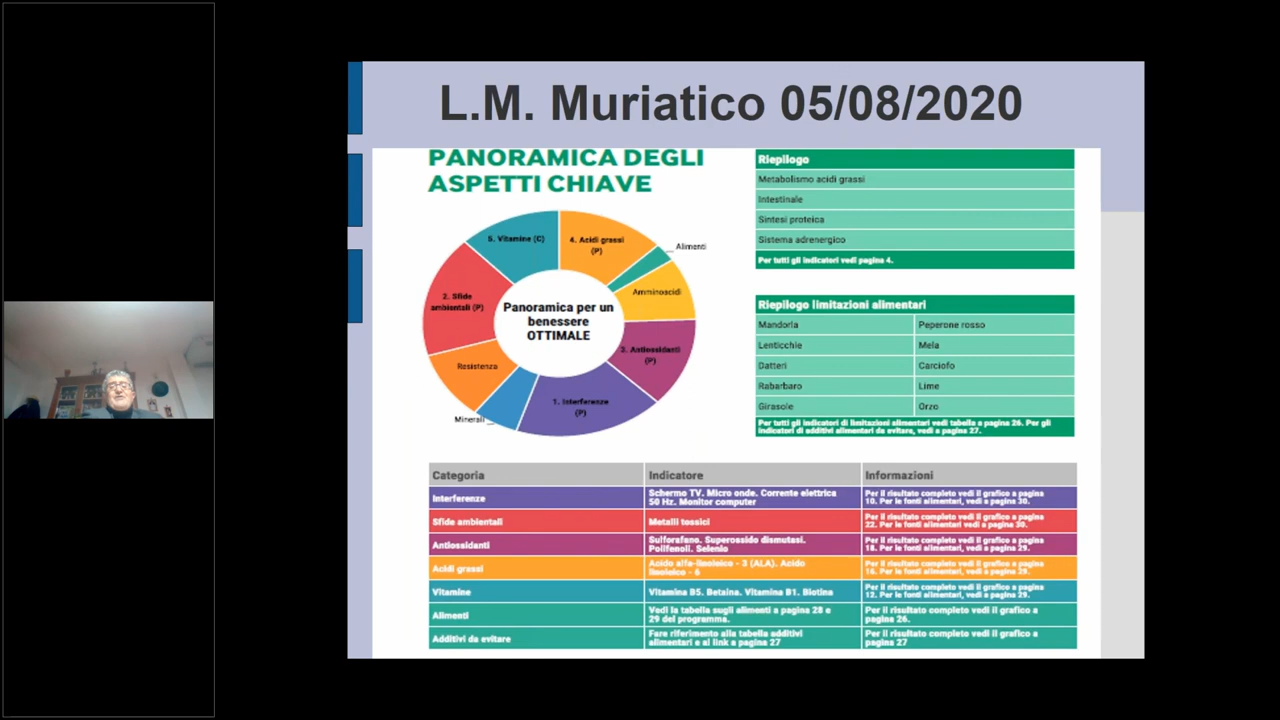 L.M. Muriatico 05/08/2020
PANORAMICA DEGLI
ASPETTI CHIAVE
5. Vitamine (C)
4. Acidi grassi
(P)
Alimenti
Amminoacidi
3. Antiossidanti
(P)
1. Interferenze
(P)
Minerali
Resistenza
2. Sfide
ambientali (P)
Panoramica per un
benessere
OTTIMALE
Riepilogo
Metabolismo acidi grassi
Intestinale
Sintesi proteica
Sistema adrenergico
Per tutti gli indicatori vedi pagina 4.
Riepilogo limitazioni alimentari
Mandorla Peperone rosso
Lenticchie Mela
Datteri Carciofo
Rabarbaro Lime
Girasole Orzo
Per tutti gli indicatori di limitazioni alimentari vedi tabella a pagina 26. Per gli
indicatori di additivi alimentari da evitare, vedi a pagina 27.
Categoria Indicatore Informazioni
Interferenze Schermo TV. Micro onde. Corrente elettrica
50 Hz. Monitor computer Per il risultato completo vedi il grafico a pagina
10. Per le fonti alimentari, vedi a pagina 30.
Sfide ambientali Metalli tossici Per il risultato completo vedi il grafico a pagina
22. Per le fonti alimentari, vedi a pagina 30.
Antiossidanti Sulforafano. Superossido dismutasi.
Polifenoli. Selenio Per il risultato completo vedi il grafico a pagina
18. Per le fonti alimentari, vedi a pagina 29.
Acidi grassi Acido alfa-linoleico - 3 (ALA). Acido
linoleico - 6 Per il risultato completo vedi il grafico a pagina
16. Per le fonti alimentari, vedi a pagina 29.
Vitamine Vitamina B5. Betaina. Vitamina B1. Biotina Per il risultato completo vedi il grafico a pagina
12. Per le fonti alimentari, vedi a pagina 29.
Alimenti Vedi la tabella sugli alimenti a pagina 28 e
29 del programma. Per il risultato completo vedi il grafico a
pagina 26.
Additivi da evitare Fare riferimento alla tabella additivi
alimentari e ai link a pagina 27 Per il risultato completo vedi il grafico a
pagina 27